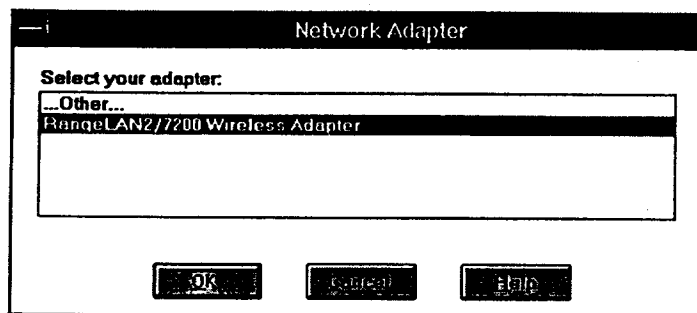 Network Adapter
Select your adapter:
...Other...
RangeLAN2/7200 Wireless Adapter
OK
Cancel
Help